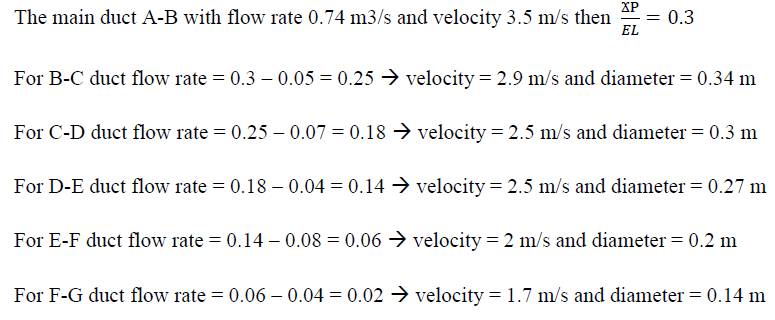 The main duct A-B with flow rate 0.74 m3/s and velocity 3.5 m/s then XP/EL = 0.3
For B-C duct flow rate = 0.3 – 0.05 = 0.25 → velocity = 2.9 m/s and diameter = 0.34 m
For C-D duct flow rate = 0.25 – 0.07 = 0.18 → velocity = 2.5 m/s and diameter = 0.3 m
For D-E duct flow rate = 0.18 – 0.04 = 0.14 → velocity = 2.5 m/s and diameter = 0.27 m
For E-F duct flow rate = 0.14 – 0.08 = 0.06 → velocity = 2 m/s and diameter = 0.2 m
For F-G duct flow rate = 0.06 – 0.04 = 0.02 → velocity = 1.7 m/s and diameter = 0.14 m